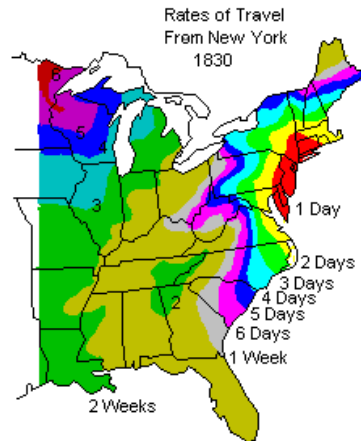 Rates of Travel
From New York
1830
6
5
4
3
2
1 Day
2 Days
3 Days
4 Days
5 Days
6 Days
1 Week
2 Weeks